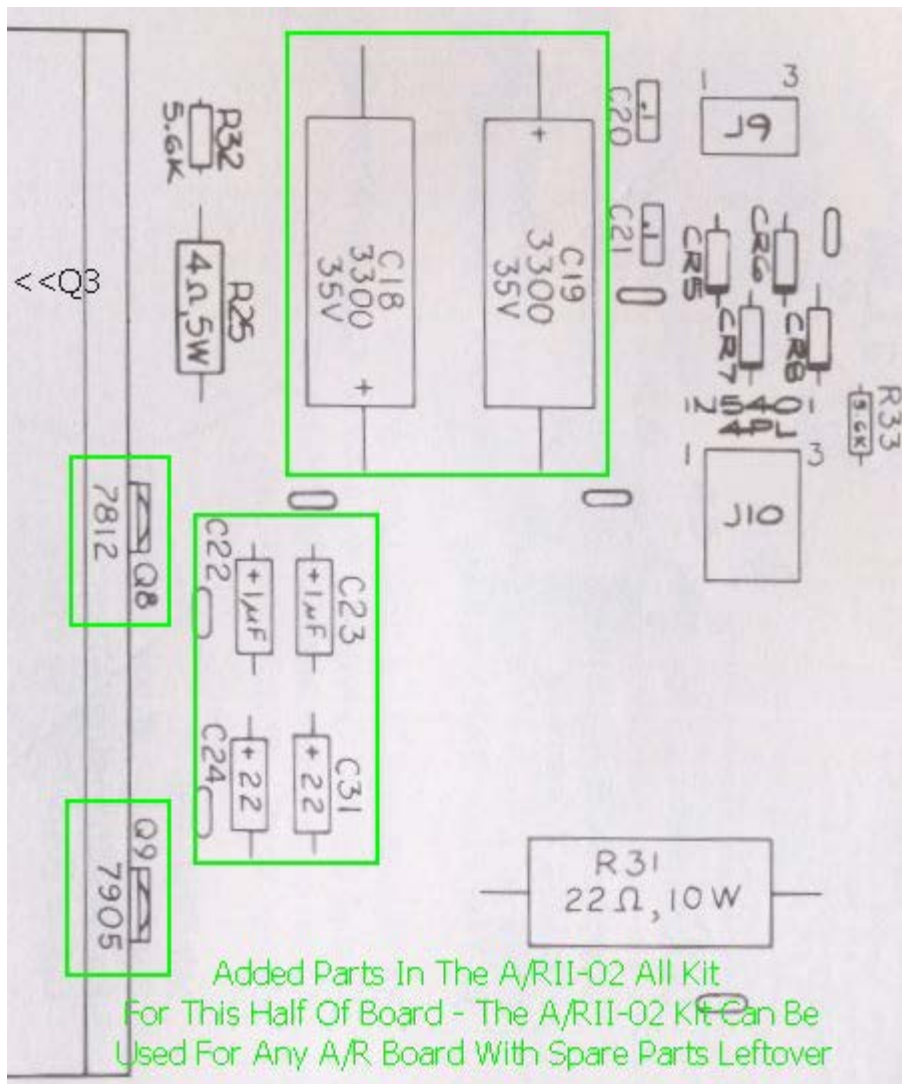 R32
5.6K
<<Q3
R25
4Ω,5W
C18
3300
35V
+
C19
3300
35V
+
C20
.1
C21
.1
1 3
J9
CR5
CR6
CR7
CR8
R33
5.6K
1 3
J10
7812
Q8
C22
+1µF
C23
+1µF
C24
+22
C31
+22
Q9
7905
R31
22Ω,10W
Added Parts In The A/RII-02 All Kit
For This Half Of Board - The A/RII-02 Kit Can Be
Used For Any A/R Board With Spare Parts Leftover